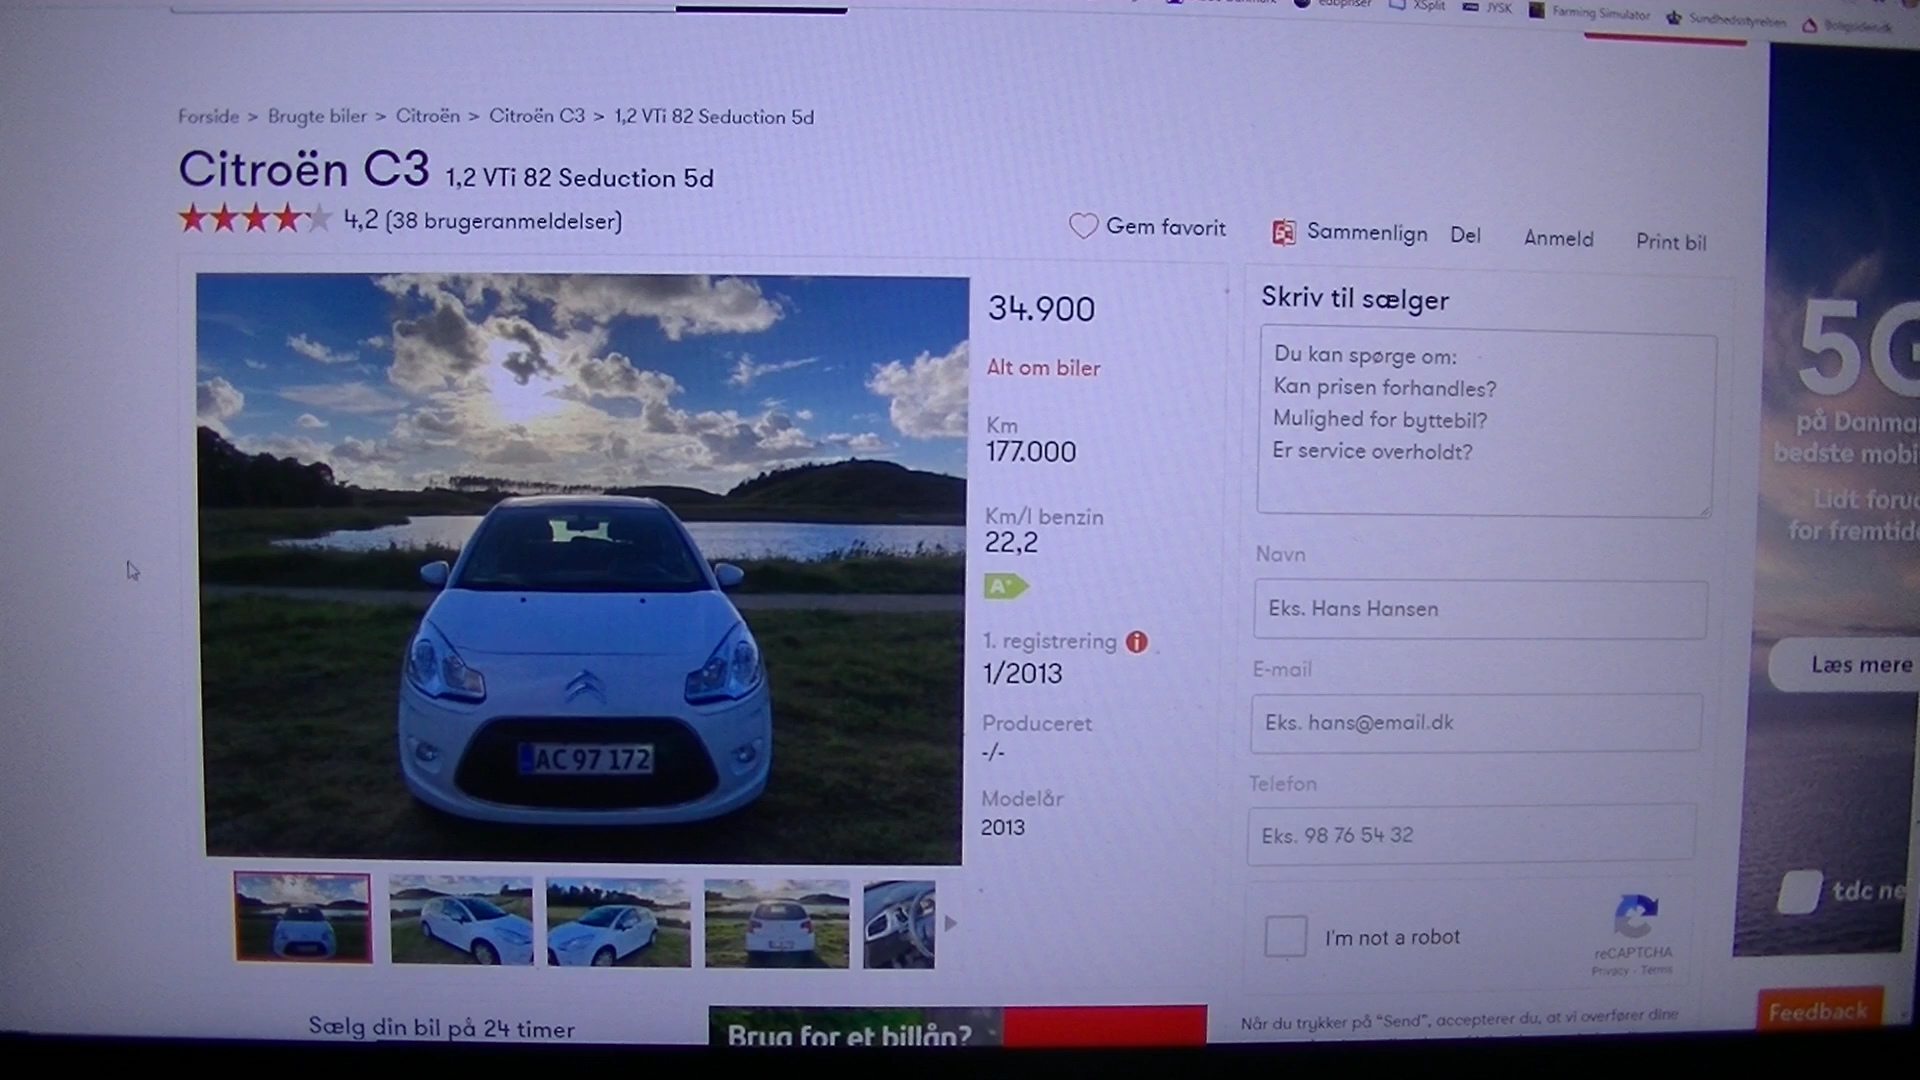 XSplit
JYSK
Farming Simulator
Sundhedsstyrelsen
Forside > Brugte biler > Citroën > Citroën C3 > 1,2 VTi 82 Seduction 5d
Citroën C3 1,2 VTi 82 Seduction 5d
4,2 (38 brugeranmeldelser)
Gem favorit
Sammenlign
Del
Anmeld
Print bil
AC 97 172
34.900
Alt om biler
Km
177.000
Km/l benzin
22,2
A+
1. registrering i
1/2013
Produceret
-/-
Modelår
2013
Skriv til sælger
Du kan spørge om:
Kan prisen forhandles?
Mulighed for byttebil?
Er service overholdt?
Navn
Eks. Hans Hansen
E-mail
Eks. hans@email.dk
Telefon
Eks. 98 76 54 32
I'm not a robot
reCAPTCHA
Privacy - Terms
Når du trykker på “Send”, accepterer du, at vi overfører dine
Sælg din bil på 24 timer
Brug for et billån?
5G
på Danma
bedste mobi
Lidt foru
for fremtid
Læs mere
tdc ne
Feedback